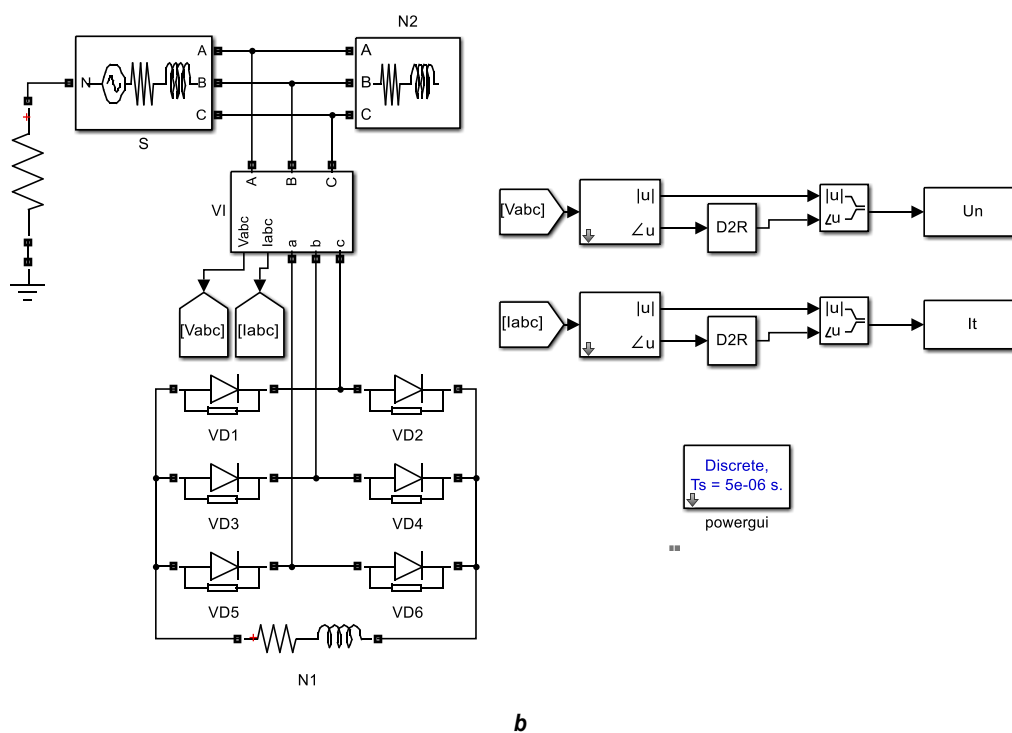 N2
A
A
N
B
B
C
C
S
+
A
B
C
VI
Vabc
Iabc
a
b
c
[Vabc]
[Iabc]
[Vabc]
|u|
∠u
D2R
|u|
∠u
Un
[Iabc]
|u|
∠u
D2R
|u|
∠u
It
VD1
VD2
VD3
VD4
VD5
VD6
+
N1
Discrete,
Ts = 5e-06 s.
powergui
b